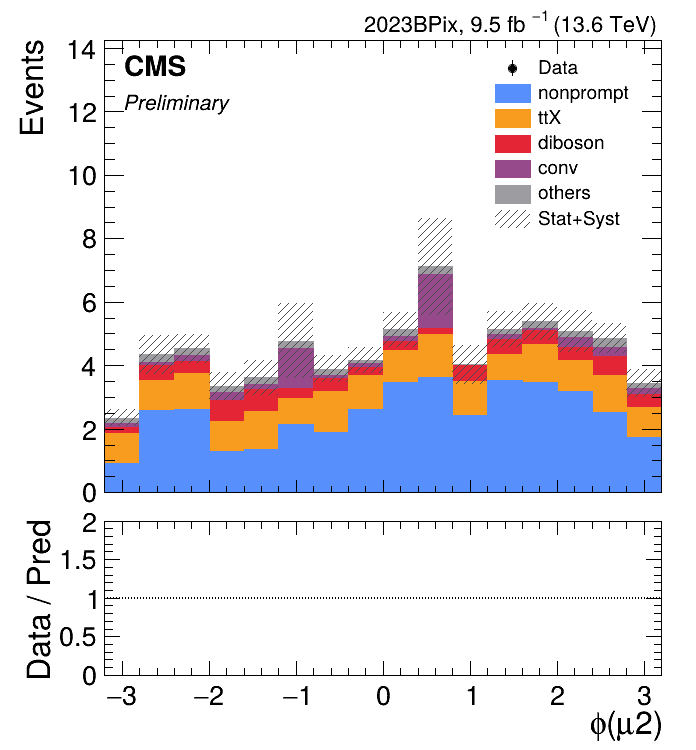 2023BPix, 9.5 fb⁻¹ (13.6 TeV)
Events
14
12
10
8
6
4
2
0
CMS
Preliminary
Data
nonprompt
ttX
diboson
conv
others
Stat+Syst
Data / Pred
2
1.5
1
0.5
0
−3 −2 −1 0 1 2 3
ϕ(μ2)